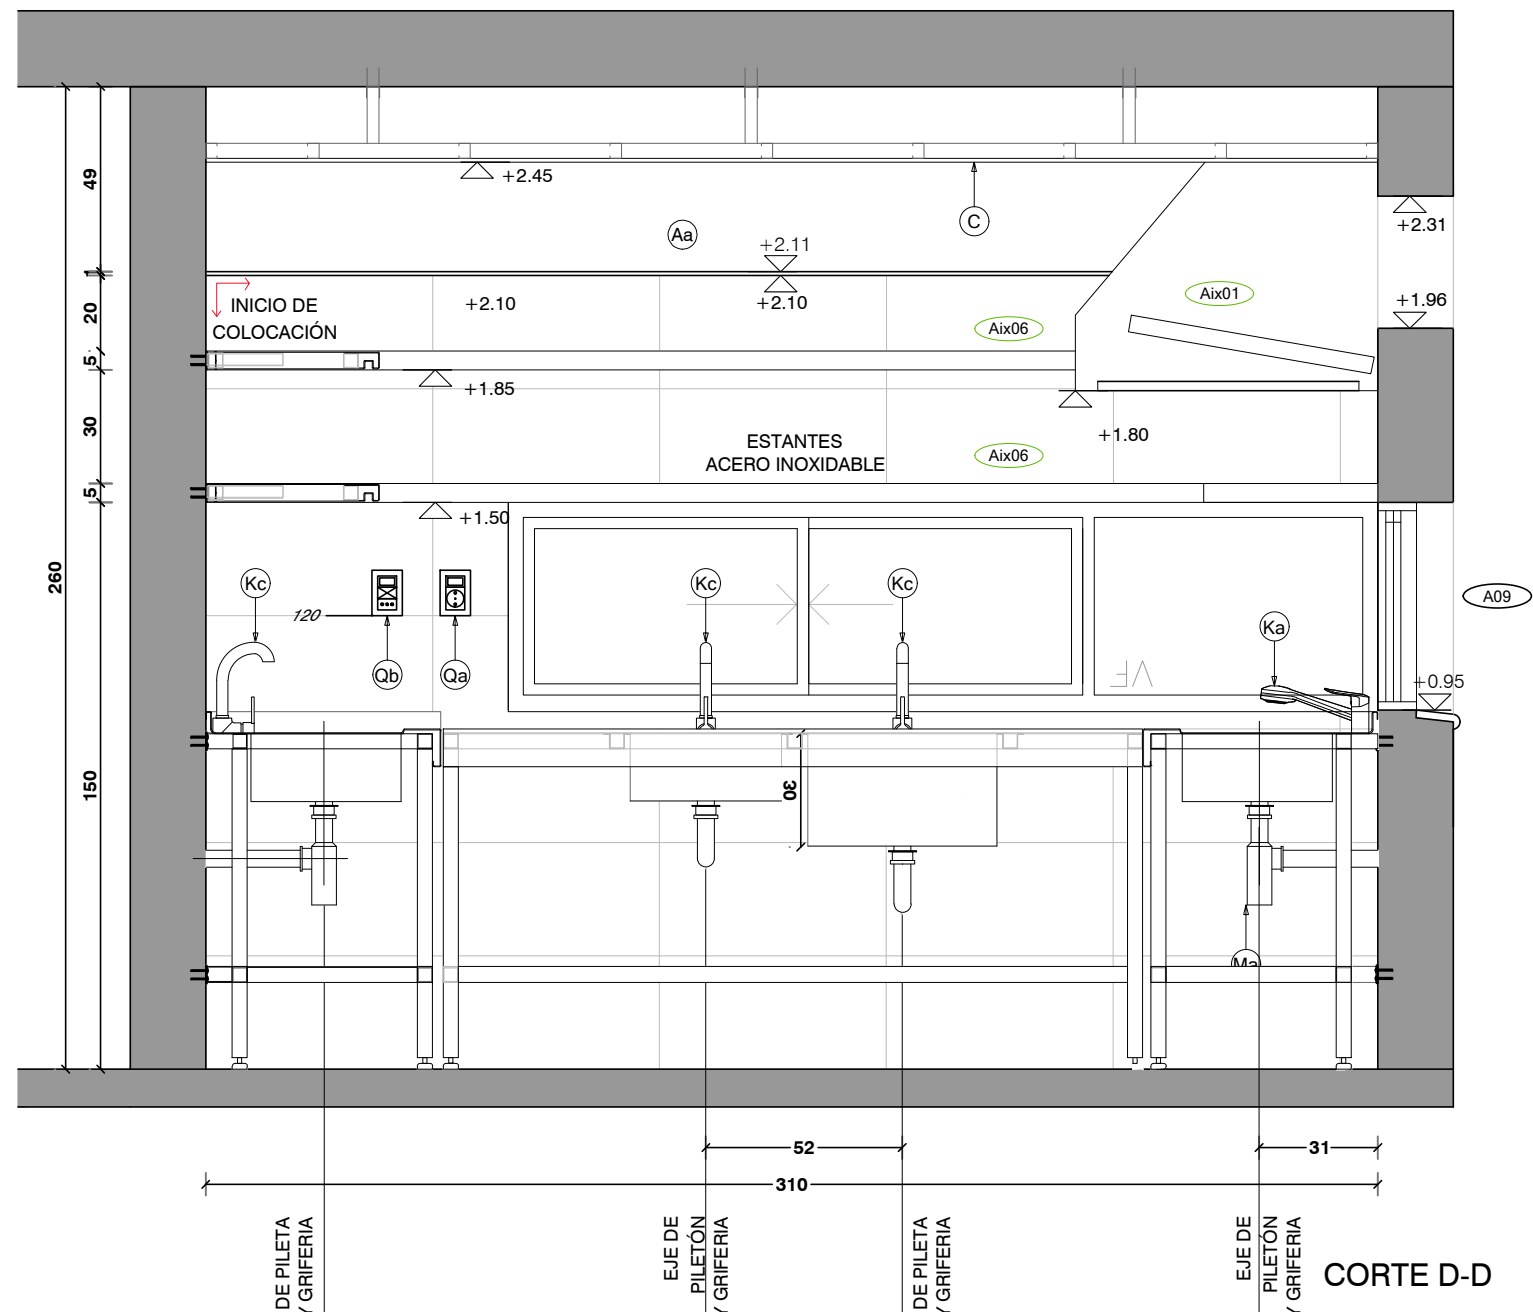 49
+2.45
C
Aa
+2.31
+2.11
1
+1.96
Aix01
20
INICIO DE
COLOCACIÓN
+2.10
+2.10
Aix06
5
+1.85
30
ESTANTES
ACERO INOXIDABLE
Aix06
+1.80
5
+1.50
260
Kc
Kc
Kc
A09
120
Ka
Qb
Qa
VF
+0.95
150
30
Ma
52
31
310
DE PILETA
Y GRIFERIA
EJE DE
PILETÓN
Y GRIFERIA
DE PILETA
Y GRIFERIA
EJE DE
PILETÓN
Y GRIFERIA
CORTE D-D